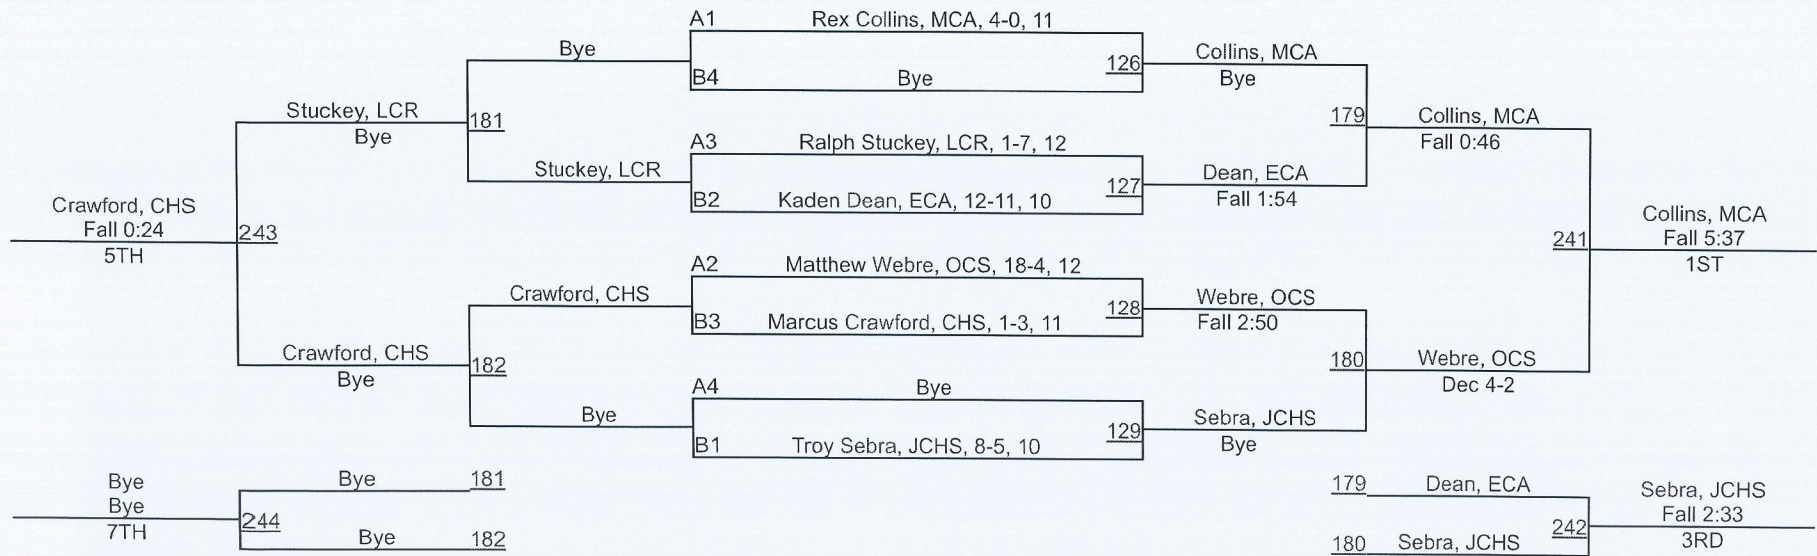 A1 Rex Collins, MCA, 4-0, 11
Bye
126
Collins, MCA
B4 Bye
Bye
Stuckey, LCR
181
179
Collins, MCA
Bye
Fall 0:46
A3 Ralph Stuckey, LCR, 1-7, 12
Stuckey, LCR
127
Dean, ECA
B2 Kaden Dean, ECA, 12-11, 10
Fall 1:54
Crawford, CHS
Fall 0:24
243
5TH
Collins, MCA
241
Fall 5:37
1ST
A2 Matthew Webre, OCS, 18-4, 12
Crawford, CHS
128
Webre, OCS
B3 Marcus Crawford, CHS, 1-3, 11
Fall 2:50
Crawford, CHS
182
180
Webre, OCS
Bye
Dec 4-2
A4 Bye
Bye
129
Sebra, JCHS
B1 Troy Sebra, JCHS, 8-5, 10
Bye
Bye
Bye
244
7TH
Bye 181
Bye 182
179 Dean, ECA
180 Sebra, JCHS
242
Sebra, JCHS
Fall 2:33
3RD